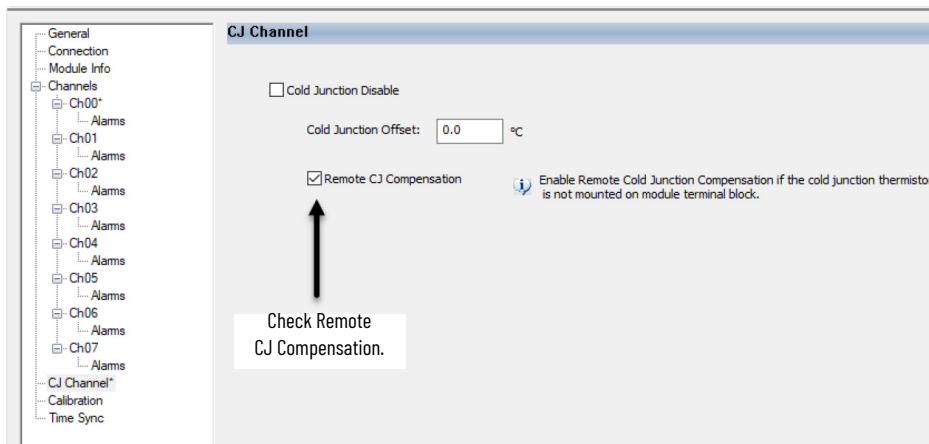 General
Connection
Module Info
Channels
Ch00*
Alarms
Ch01
Alarms
Ch02
Alarms
Ch03
Alarms
Ch04
Alarms
Ch05
Alarms
Ch06
Alarms
Ch07
Alarms
CJ Channel*
Calibration
Time Sync
CJ Channel
Cold Junction Disable
Cold Junction Offset: 0.0 °C
Remote CJ Compensation
Enable Remote Cold Junction Compensation if the cold junction thermistor
is not mounted on module terminal block.
Check Remote
CJ Compensation.